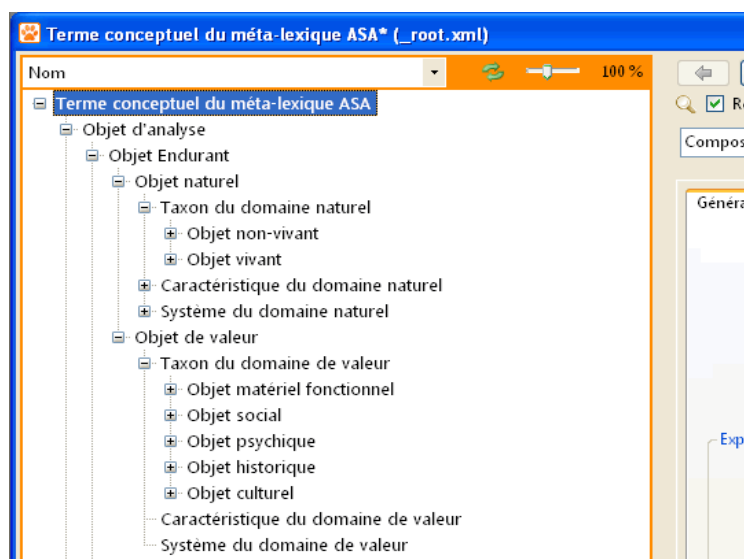 Terme conceptuel du méta-lexique ASA* (_root.xml)
Nom
100 %
Terme conceptuel du méta-lexique ASA
Objet d'analyse
Compos
Objet Endurant
Objet naturel
Taxon du domaine naturel
Généra
Objet non-vivant
Objet vivant
Caractéristique du domaine naturel
Système du domaine naturel
Objet de valeur
Taxon du domaine de valeur
Objet matériel fonctionnel
Objet social
Objet psychique
Exp
Objet historique
Objet culturel
Caractéristique du domaine de valeur
Système du domaine de valeur